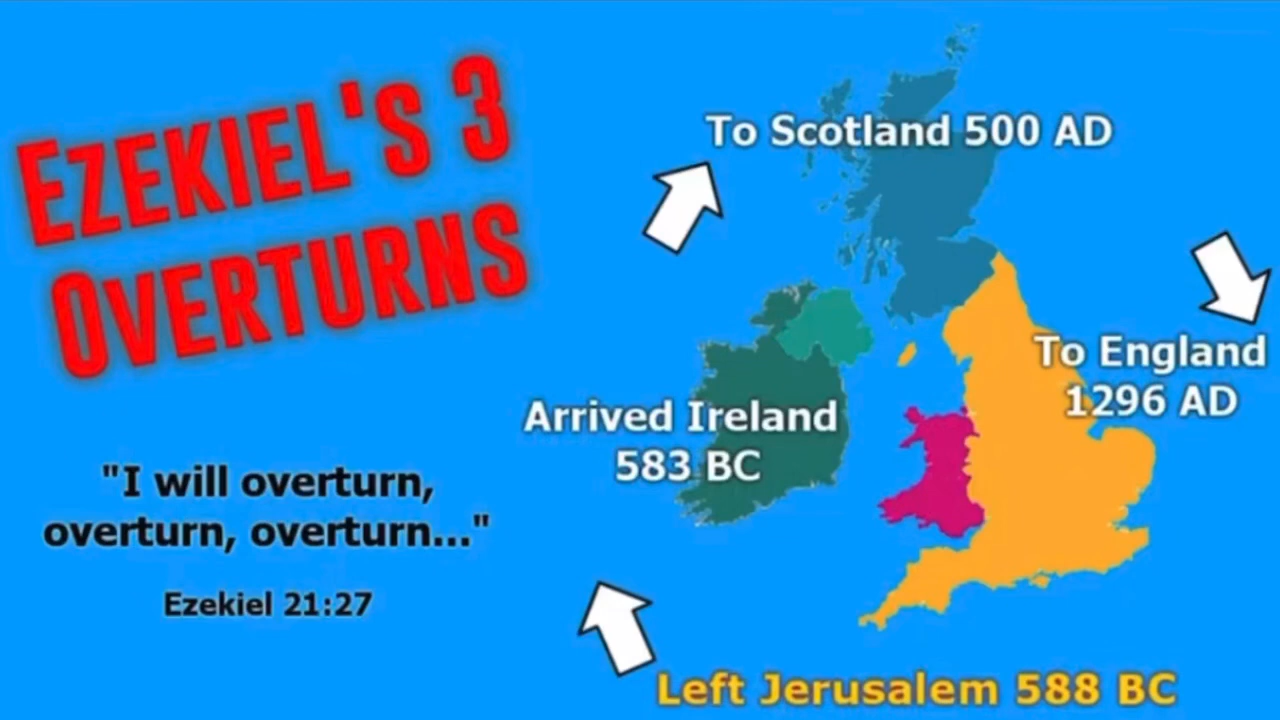 EZEKIEL'S 3
OVERTURNS
"I will overturn,
overturn, overturn..."
Ezekiel 21:27
To Scotland 500 AD
To England
1296 AD
Arrived Ireland
583 BC
Left Jerusalem 588 BC